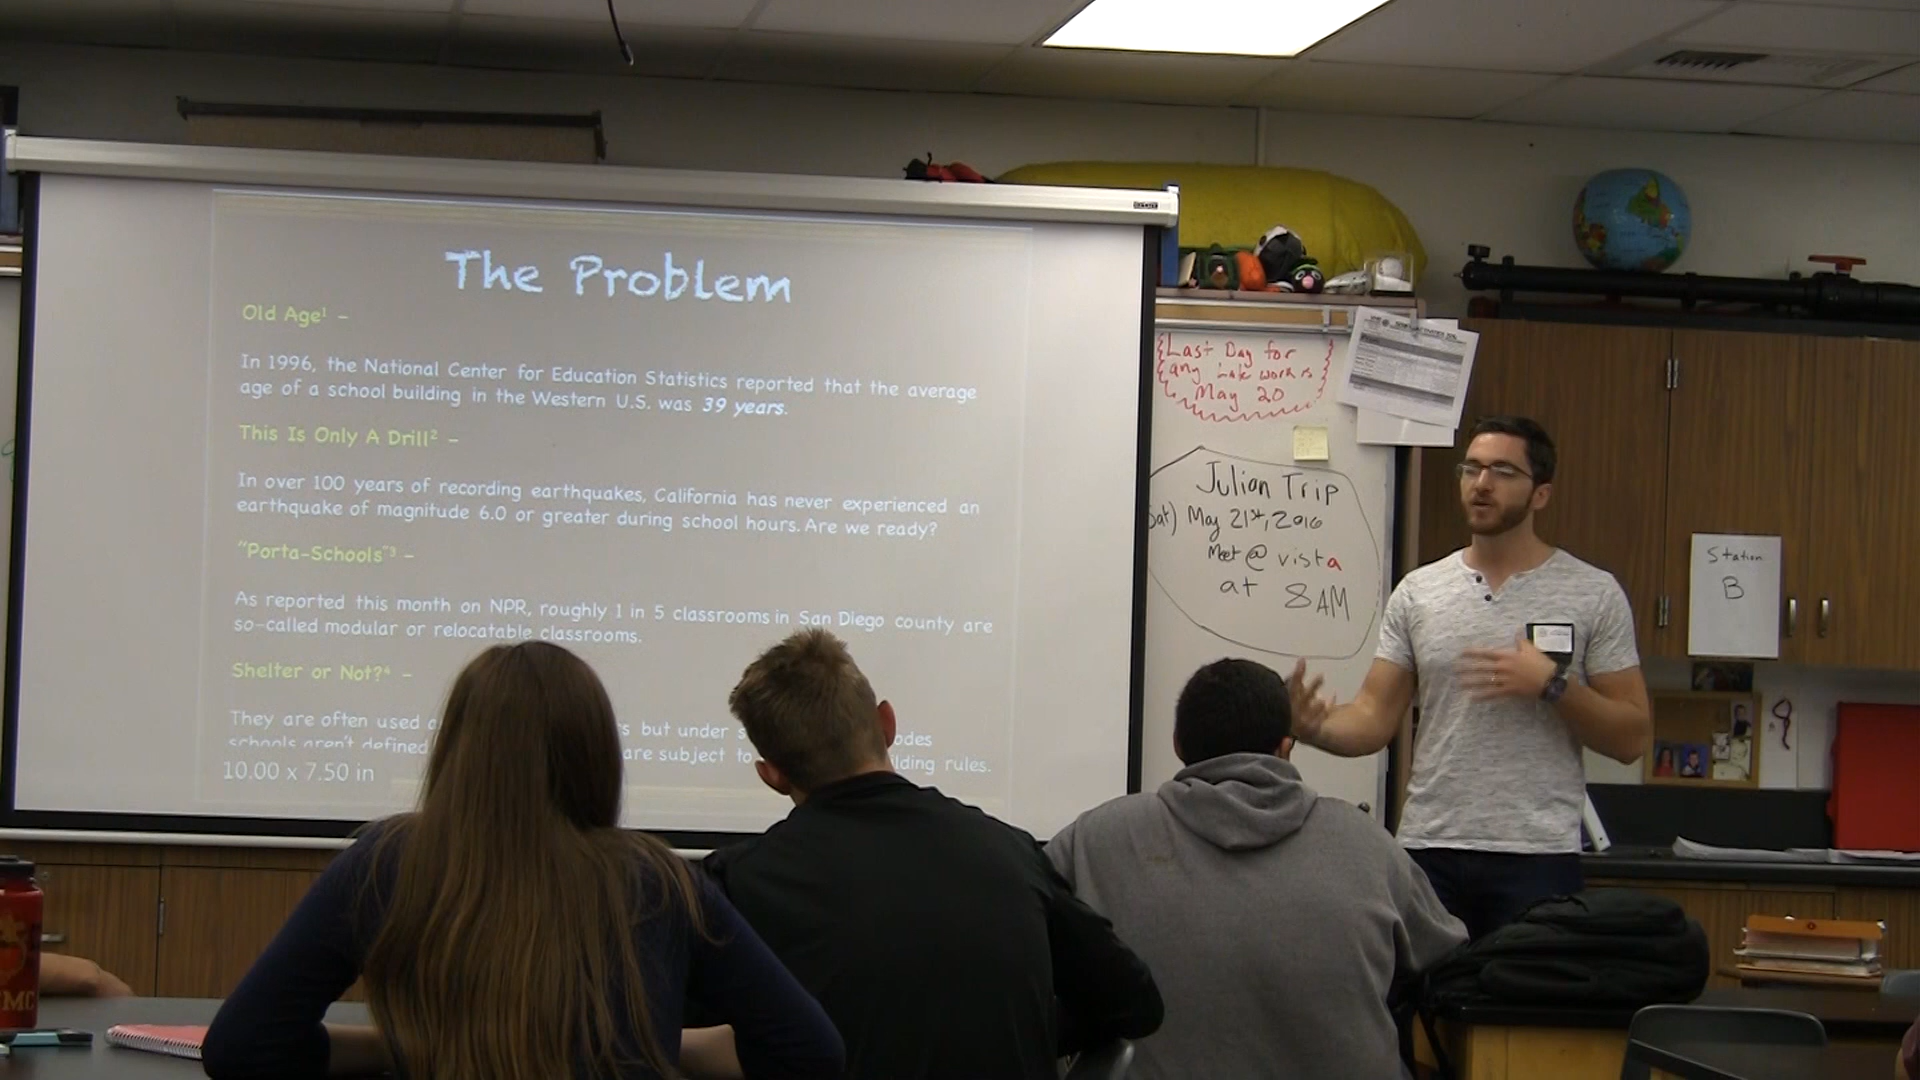 The Problem
Old Age¹ –
In 1996, the National Center for Education Statistics reported that the average
age of a school building in the Western U.S. was 39 years.
This Is Only A Drill² –
In over 100 years of recording earthquakes, California has never experienced an
earthquake of magnitude 6.0 or greater during school hours. Are we ready?
"Porta-Schools"³ –
As reported this month on NPR, roughly 1 in 5 classrooms in San Diego county are
so-called modular or relocatable classrooms.
Shelter or Not?⁴ –
They are often used but under
schools aren't defined are subject to rules.
10.00 x 7.50 in
Last Day for
any Late work is
May 20
Julian Trip
Sat) May 21st, 2016
Meet @ vista
at 8AM
Station
B